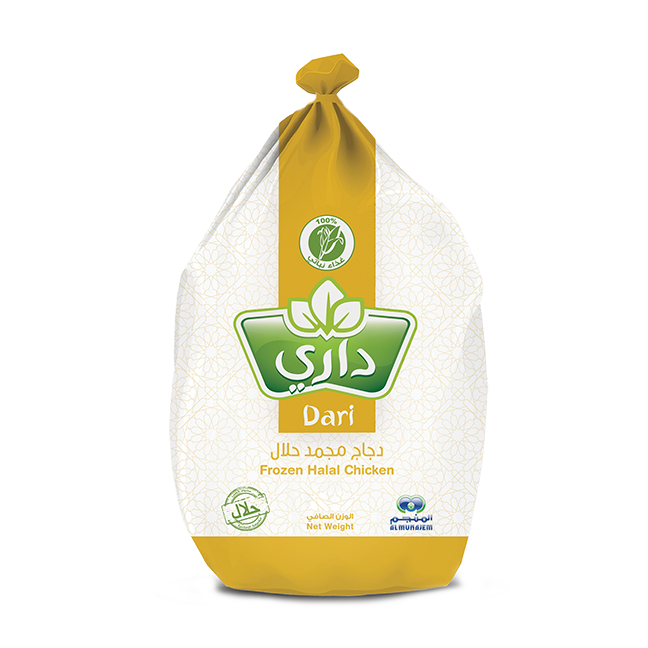 100%
غذاء نباتي
داري
Dari
دجاج مجمد حلال
Frozen Halal Chicken
حلال
الوزن الصافي
Net Weight
المنجم
ALMUNAJEM